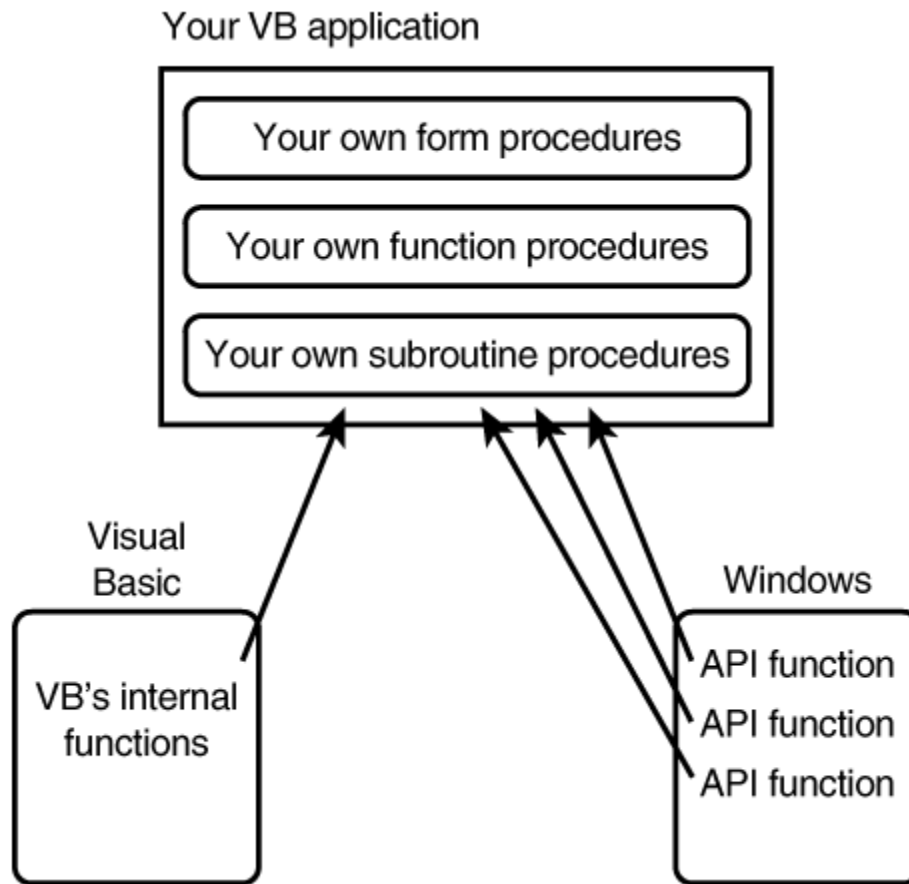 Your VB application
Your own form procedures
Your own function procedures
Your own subroutine procedures
Visual
Basic
VB's internal
functions
Windows
API function
API function
API function